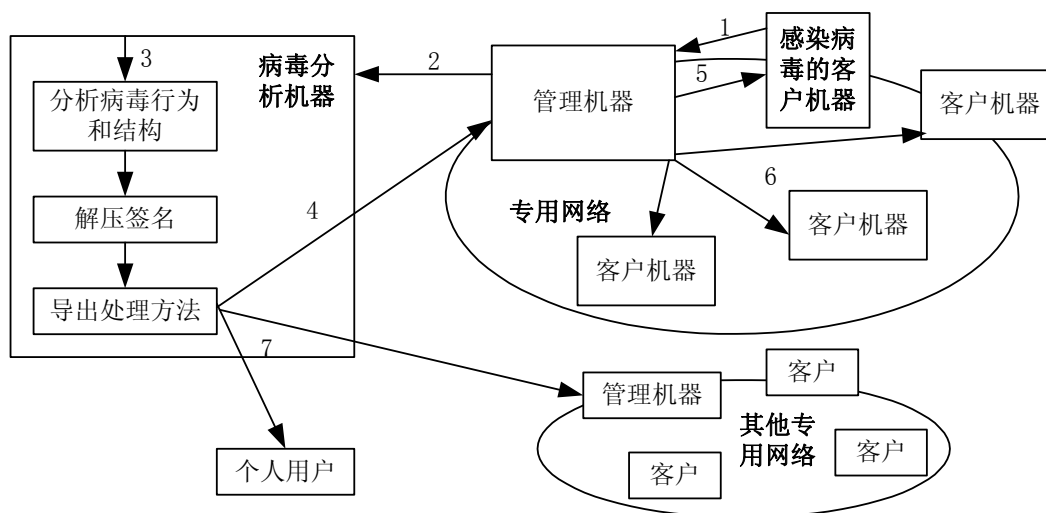 1
感染病
毒的客
户机器
3
病毒分
析机器
2
5
管理机器
客户机器
分析病毒行为
和结构
6
解压签名
4
专用网络
客户机器
客户机器
导出处理方法
7
客户
管理机器
其他专
用网络
客户
客户
个人用户